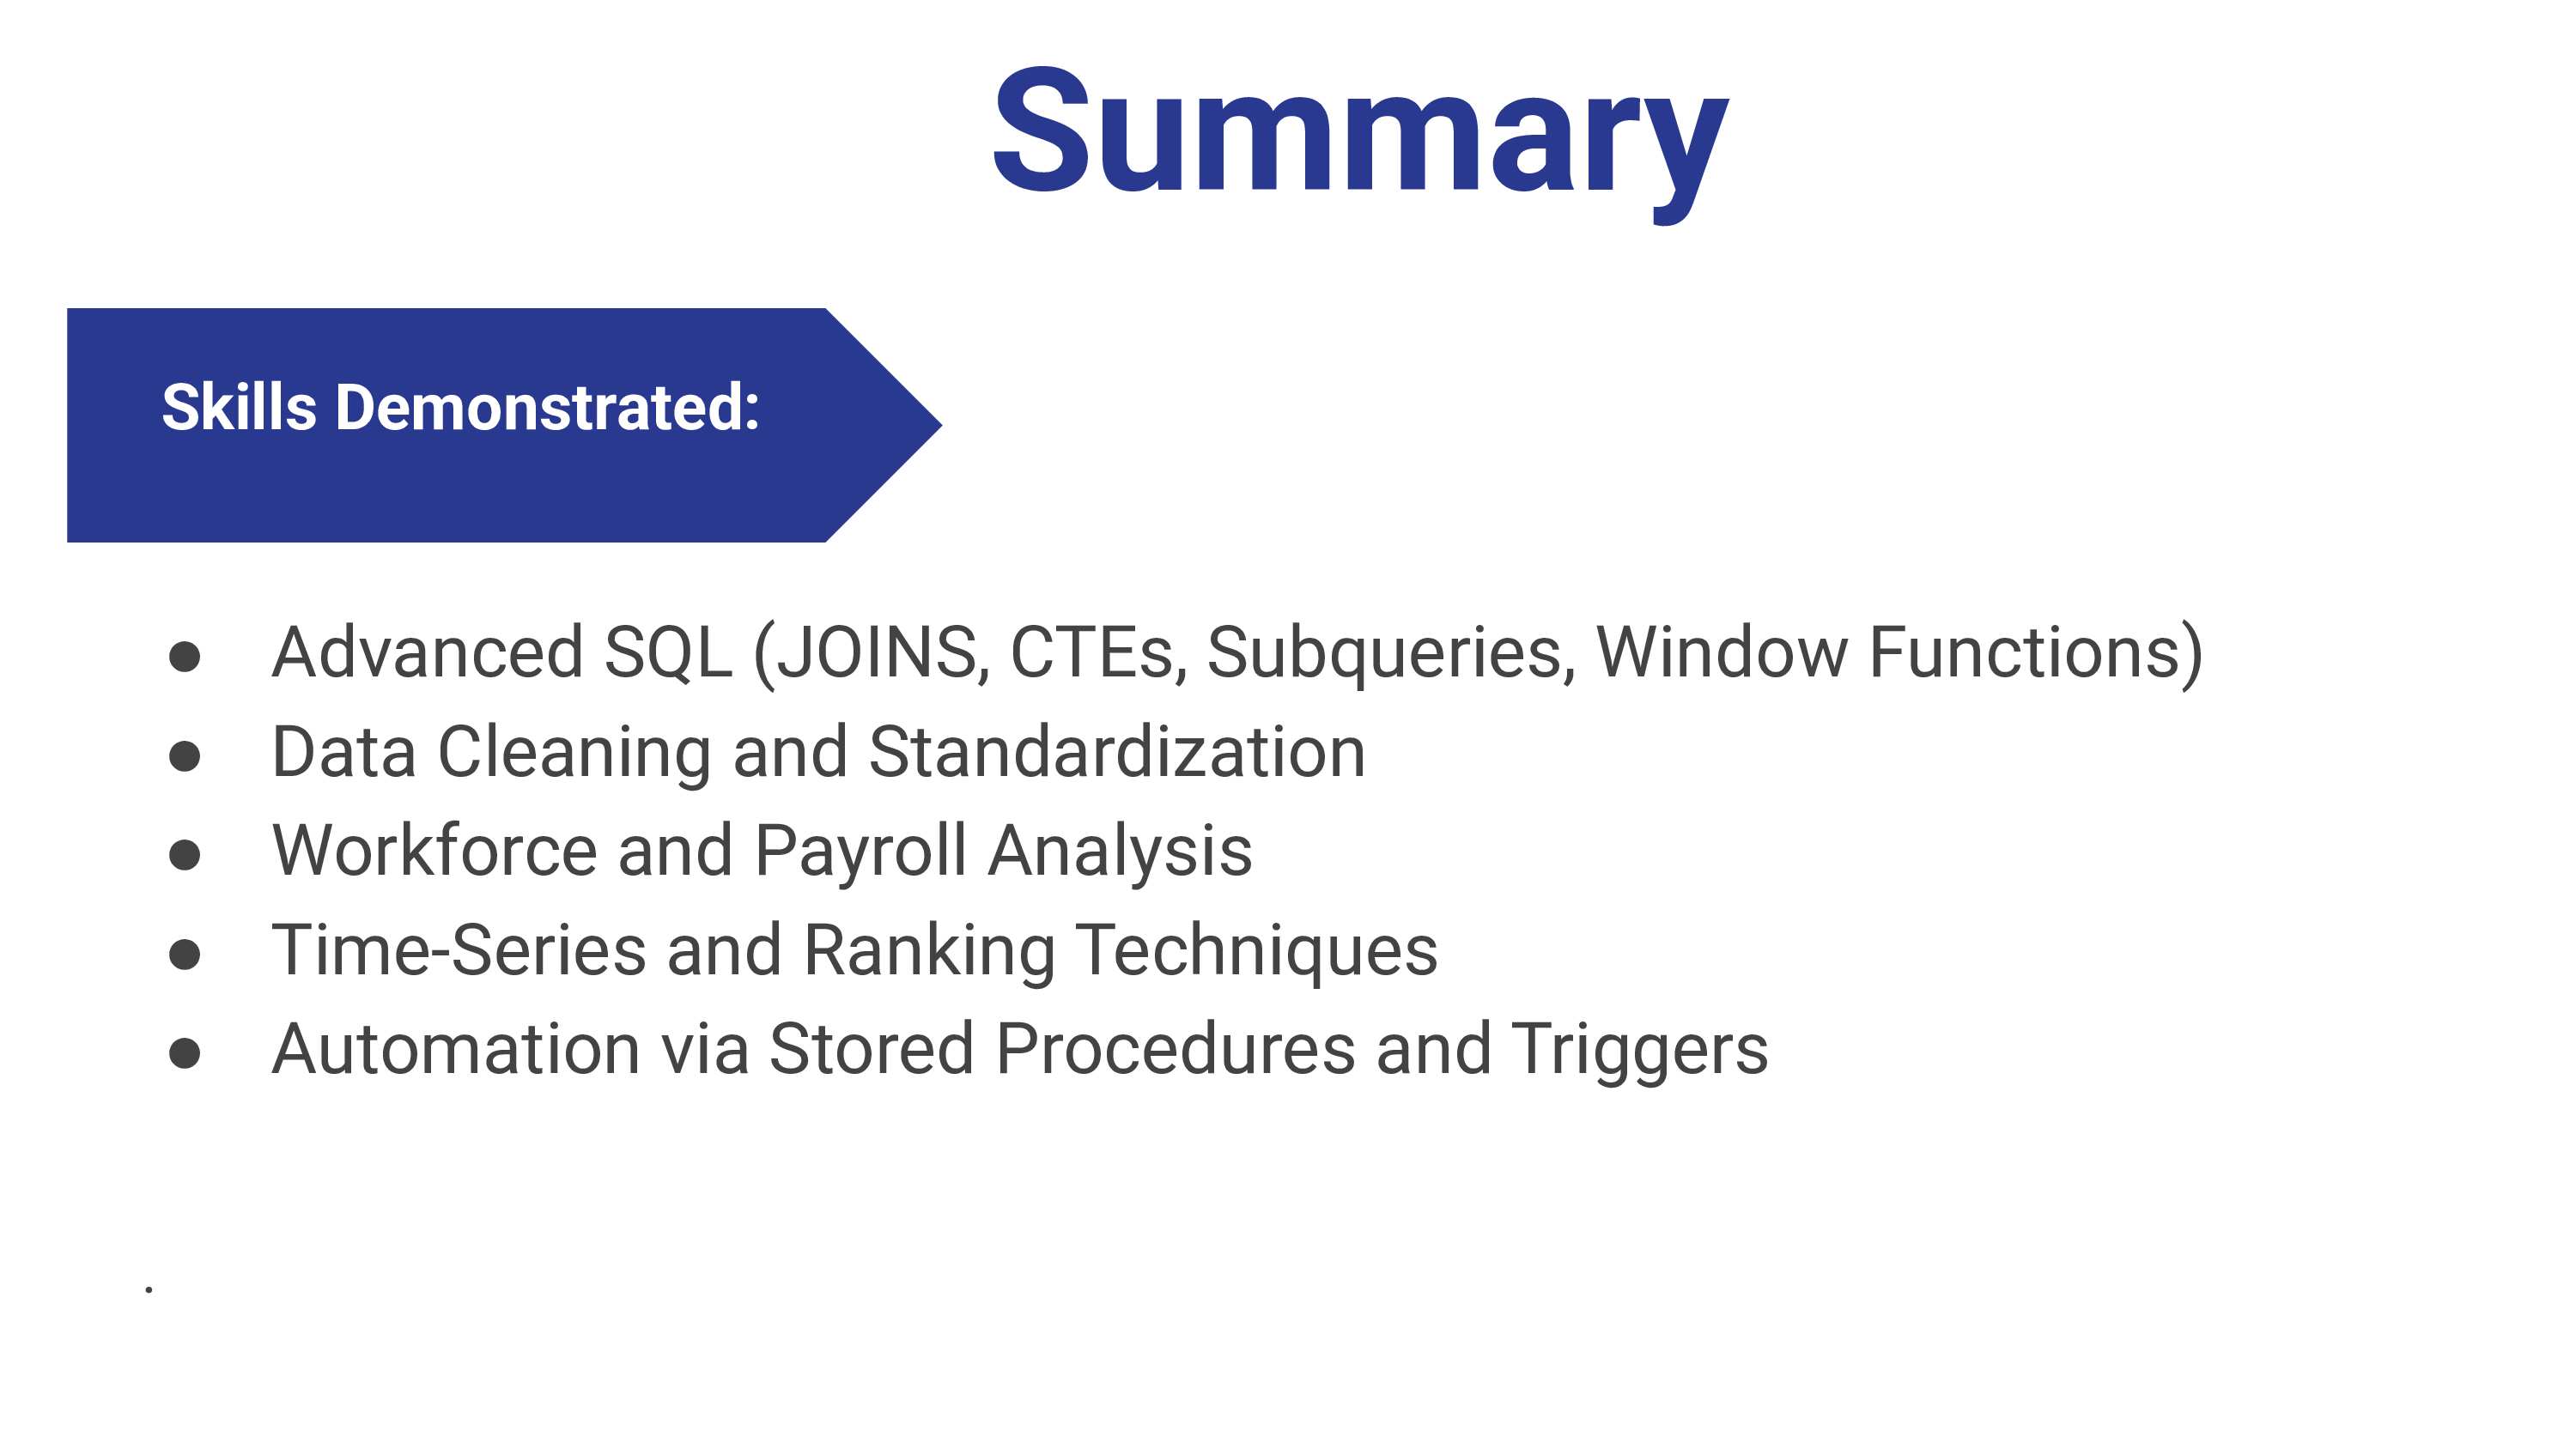 Summary
Skills Demonstrated:
● Advanced SQL (JOINS, CTEs, Subqueries, Window Functions)
● Data Cleaning and Standardization
● Workforce and Payroll Analysis
● Time-Series and Ranking Techniques
● Automation via Stored Procedures and Triggers
.